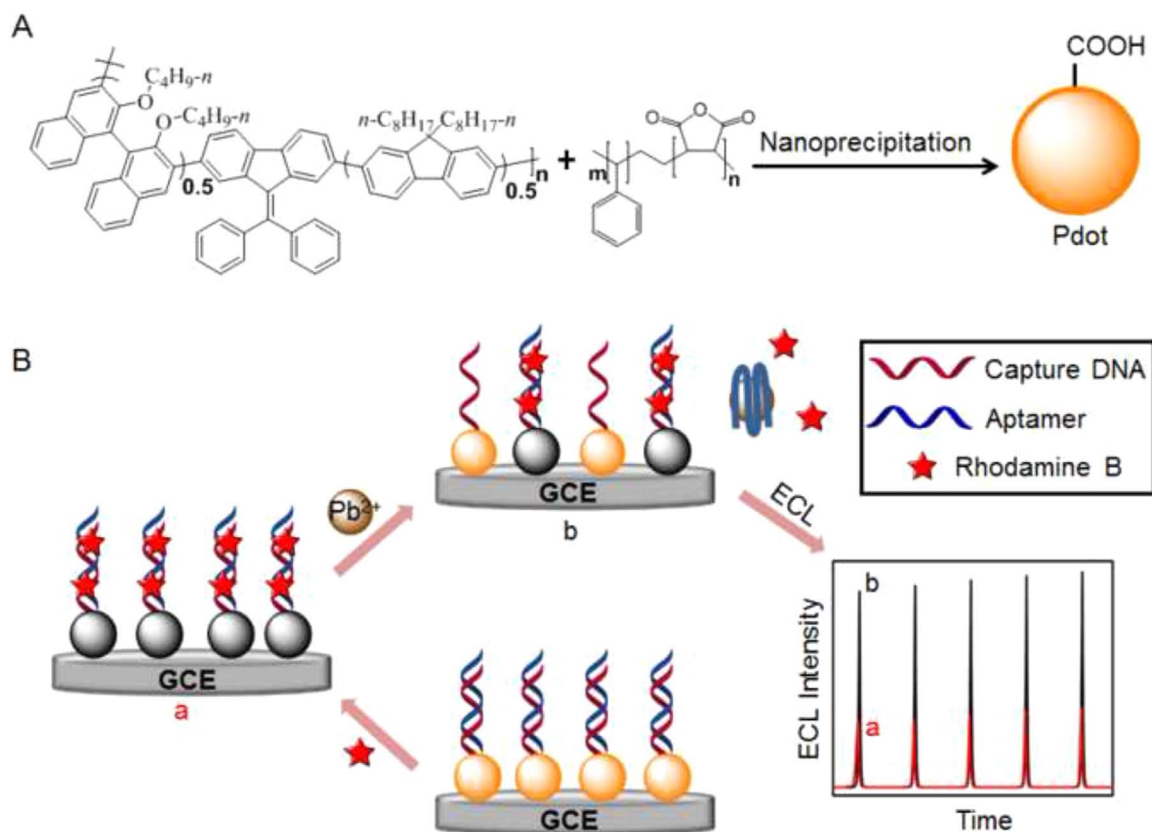 A
C₄H₉-n
O
C₄H₉-n
O
n-C₈H₁₇ C₈H₁₇-n
0.5
0.5
n
+
m
O
O
O
n
Nanoprecipitation
COOH
Pdot
B
Pb²⁺
GCE
a
GCE
b
GCE
ECL
Capture DNA
Aptamer
Rhodamine B
b
a
ECL Intensity
Time